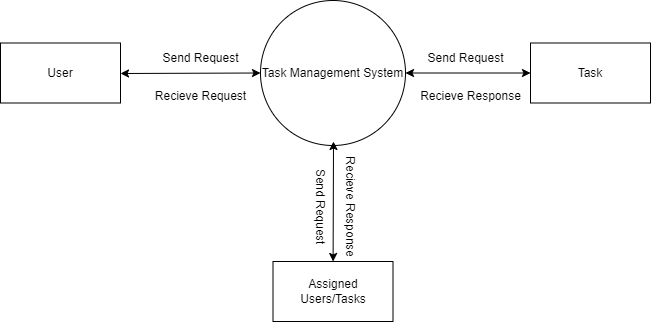 Send Request
Send Request
User
Task Management System
Task
Recieve Request
Recieve Response
Recieve Response
Send Request
Assigned
Users/Tasks